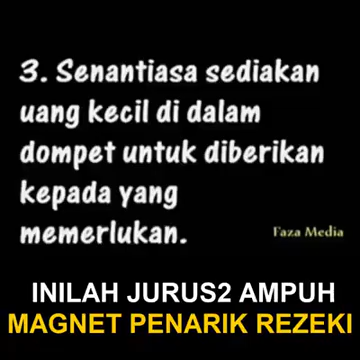 3. Senantiasa sediakan
uang kecil di dalam
dompet untuk diberikan
kepada yang
memerlukan.
Faza Media
INILAH JURUS2 AMPUH
MAGNET PENARIK REZEKI